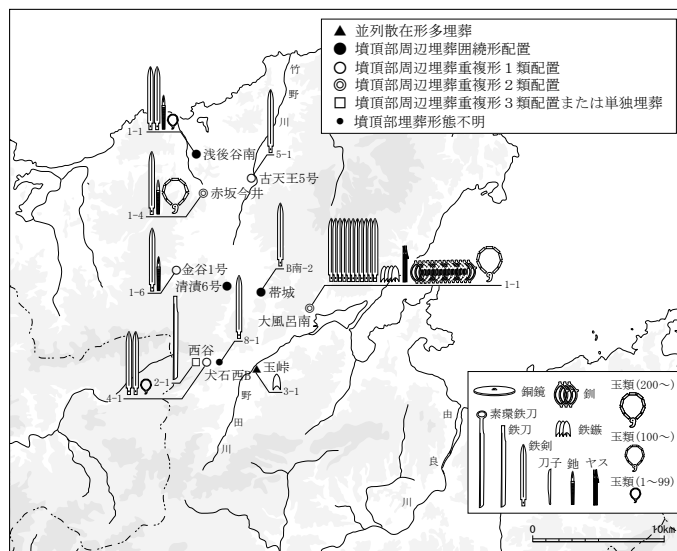 ▲ 並列散在形多埋葬
● 墳頂部周辺埋葬囲繞形配置
○ 墳頂部周辺埋葬重複形1類配置
◎ 墳頂部周辺埋葬重複形2類配置
□ 墳頂部周辺埋葬重複形3類配置または単独埋葬
• 墳頂部埋葬形態不明
竹野川
1-1
浅後谷南
5-1
古天王5号
1-4
赤坂今井
B南-2
1-6
金谷1号
清漬6号
帯城
1-1
大風呂南
8-1
西谷
2-1
犬石西B
玉峠
4-1
3-1
野田川
由良川
銅鏡
釧
玉類(200~)
素環鉄刀
鉄刀
鉄鏃
鉄剣
玉類(100~)
刀子
鉇
ヤス
玉類(1~99)
0
10km